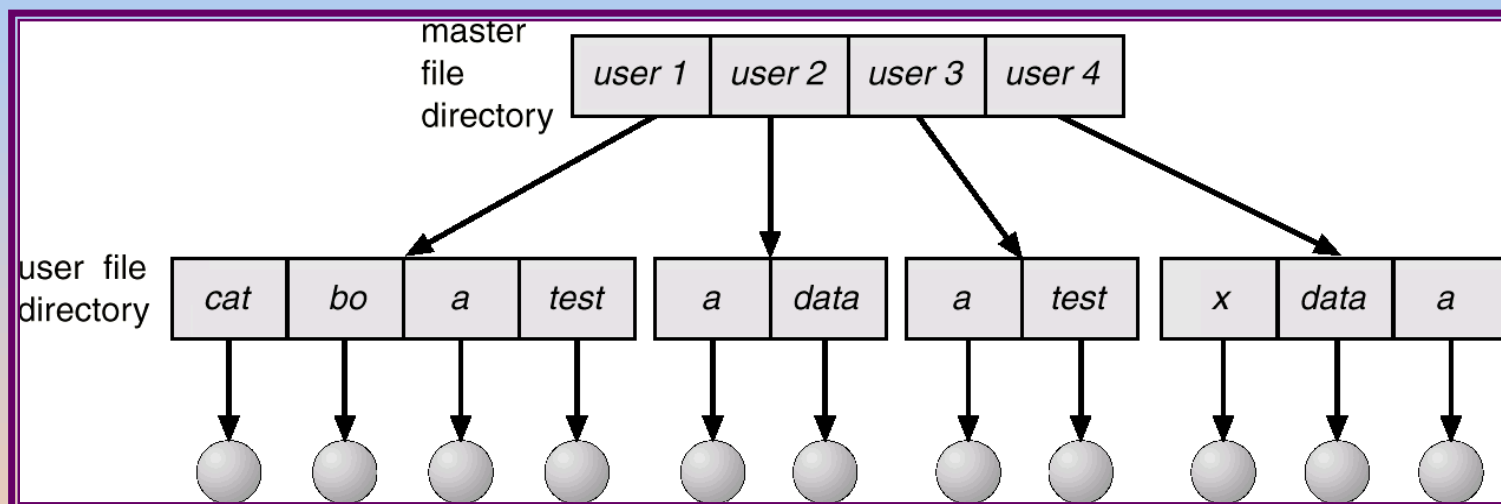 master
file
directory
user 1 user 2 user 3 user 4
user file
directory
cat bo a test a data a test x data a